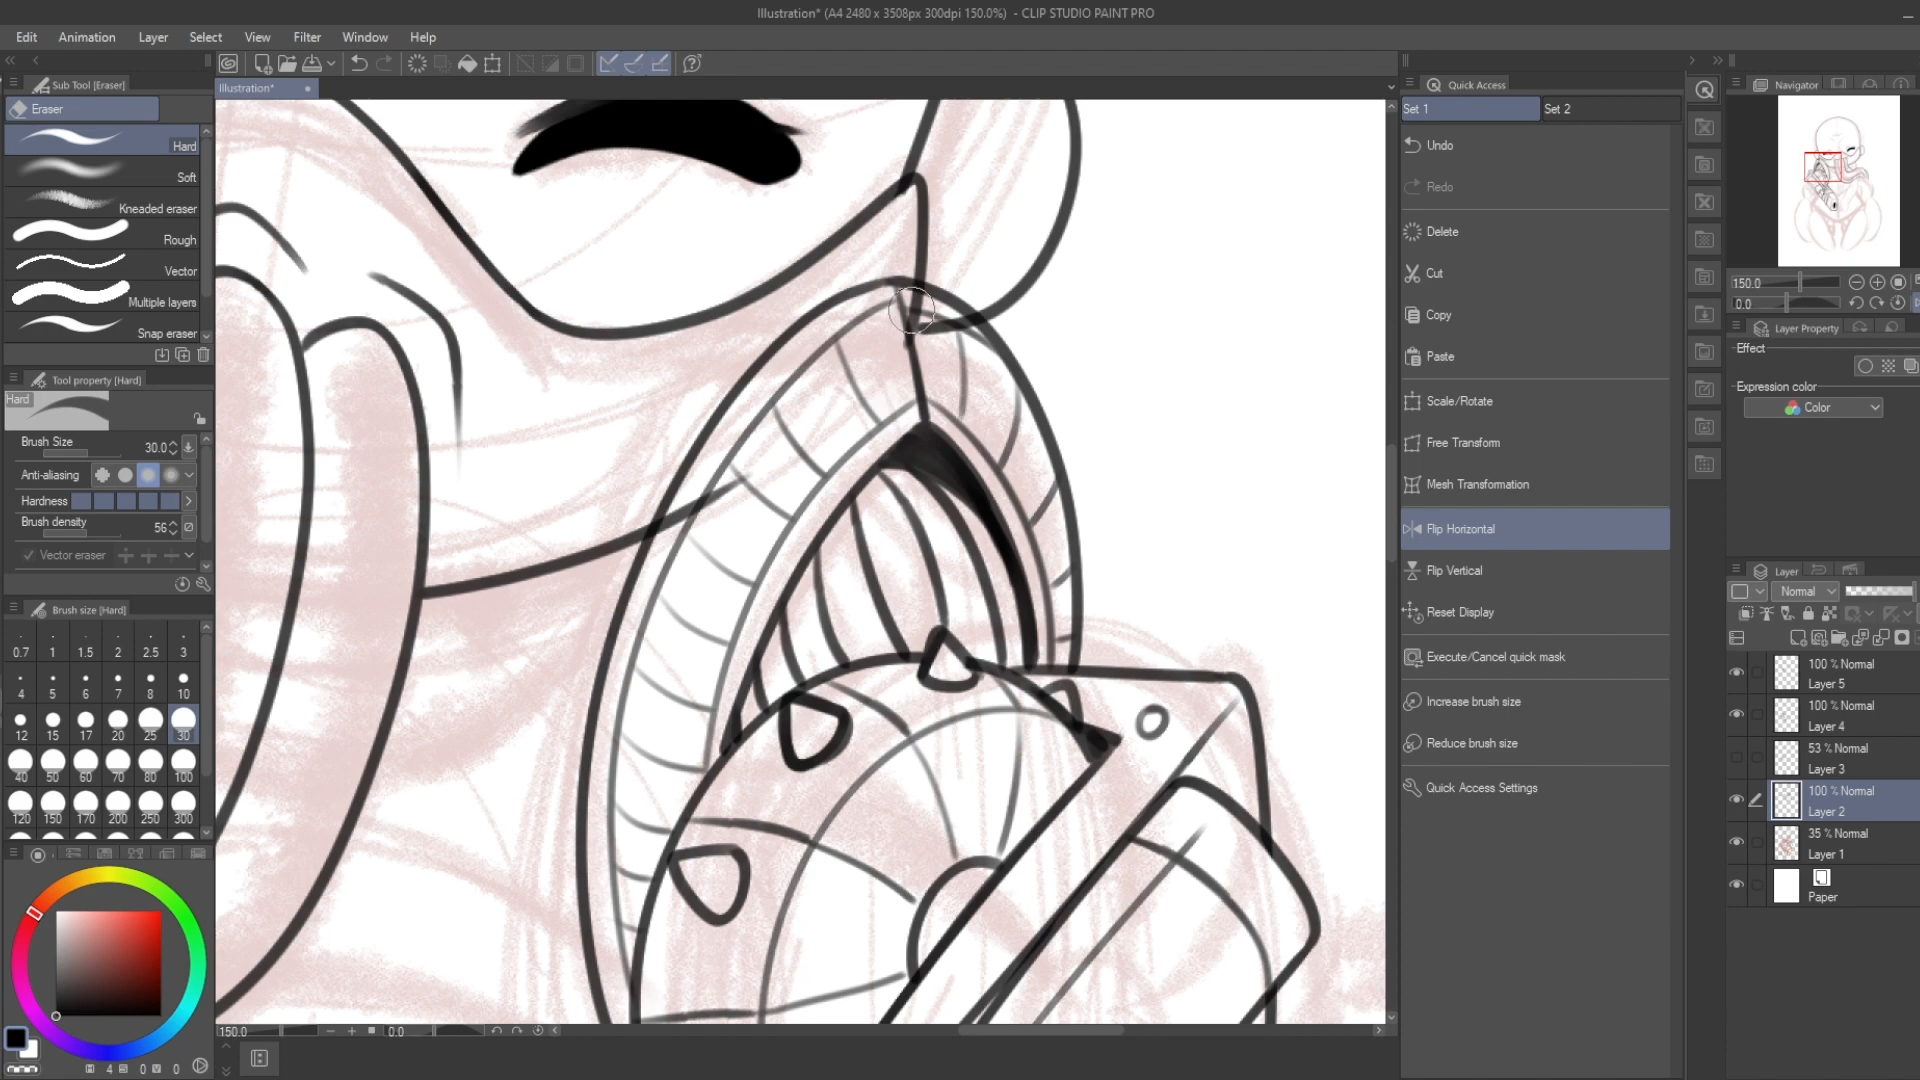 Illustration* (A4 2480 x 3508px 300dpi 150.0%) - CLIP STUDIO PAINT PRO
Edit Animation Layer Select View Filter Window Help
Sub Tool [Eraser]
Eraser
Hard
Soft
Kneaded eraser
Rough
Vector
Multiple layers
Snap eraser
Tool property [Hard]
Hard
Brush Size 30.0
Anti-aliasing
Hardness
Brush density 56
Vector eraser
Brush size [Hard]
0.7 1 1.5 2 2.5 3
4 5 6 7 8 10
12 15 17 20 25 30
40 50 60 70 80 100
120 150 170 200 250 300
4 0 0
Illustration*
150.0 0.0
Quick Access
Set 1 Set 2
Undo
Redo
Delete
Cut
Copy
Paste
Scale/Rotate
Free Transform
Mesh Transformation
Flip Horizontal
Flip Vertical
Reset Display
Execute/Cancel quick mask
Increase brush size
Reduce brush size
Quick Access Settings
Navigator
150.0
0.0
Layer Property
Effect
Expression color
Color
Layer
Normal
100 % Normal
Layer 5
100 % Normal
Layer 4
53 % Normal
Layer 3
100 % Normal
Layer 2
35 % Normal
Layer 1
Paper